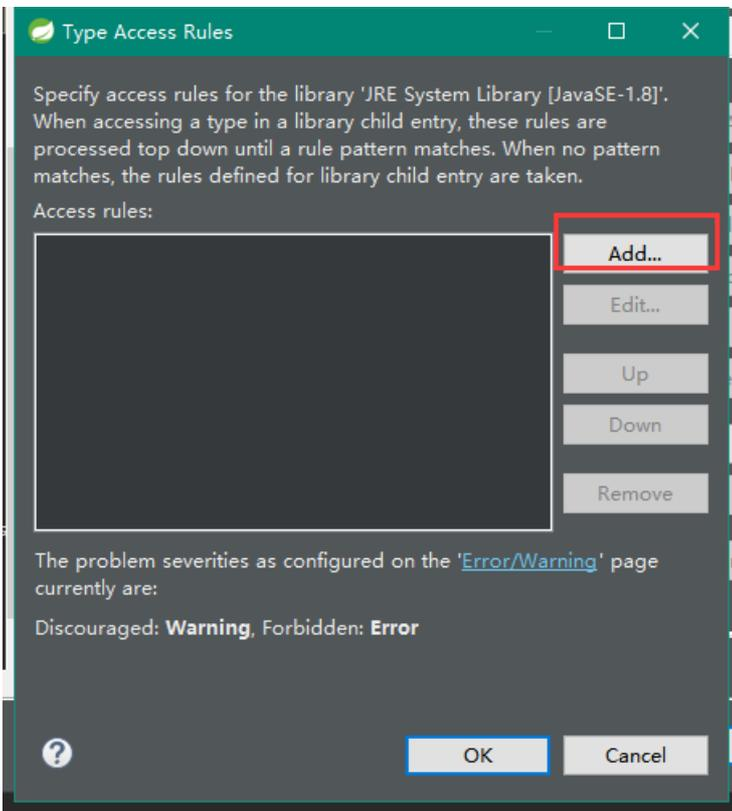 Type Access Rules
Specify access rules for the library 'JRE System Library [JavaSE-1.8]'.
When accessing a type in a library child entry, these rules are
processed top down until a rule pattern matches. When no pattern
matches, the rules defined for library child entry are taken.
Access rules:
Add...
Edit...
Up
Down
Remove
The problem severities as configured on the 'Error/Warning' page
currently are:
Discouraged: Warning, Forbidden: Error
?
OK
Cancel